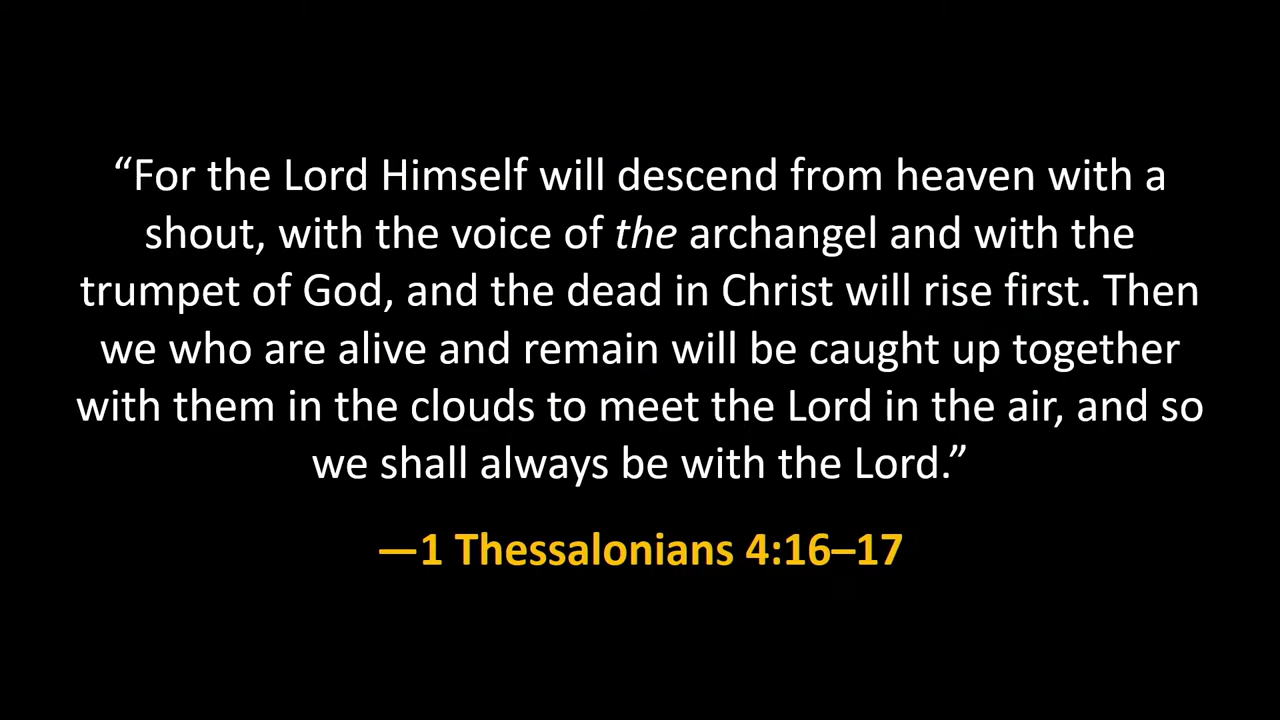 “For the Lord Himself will descend from heaven with a
shout, with the voice of the archangel and with the
trumpet of God, and the dead in Christ will rise first. Then
we who are alive and remain will be caught up together
with them in the clouds to meet the Lord in the air, and so
we shall always be with the Lord.”
—1 Thessalonians 4:16–17